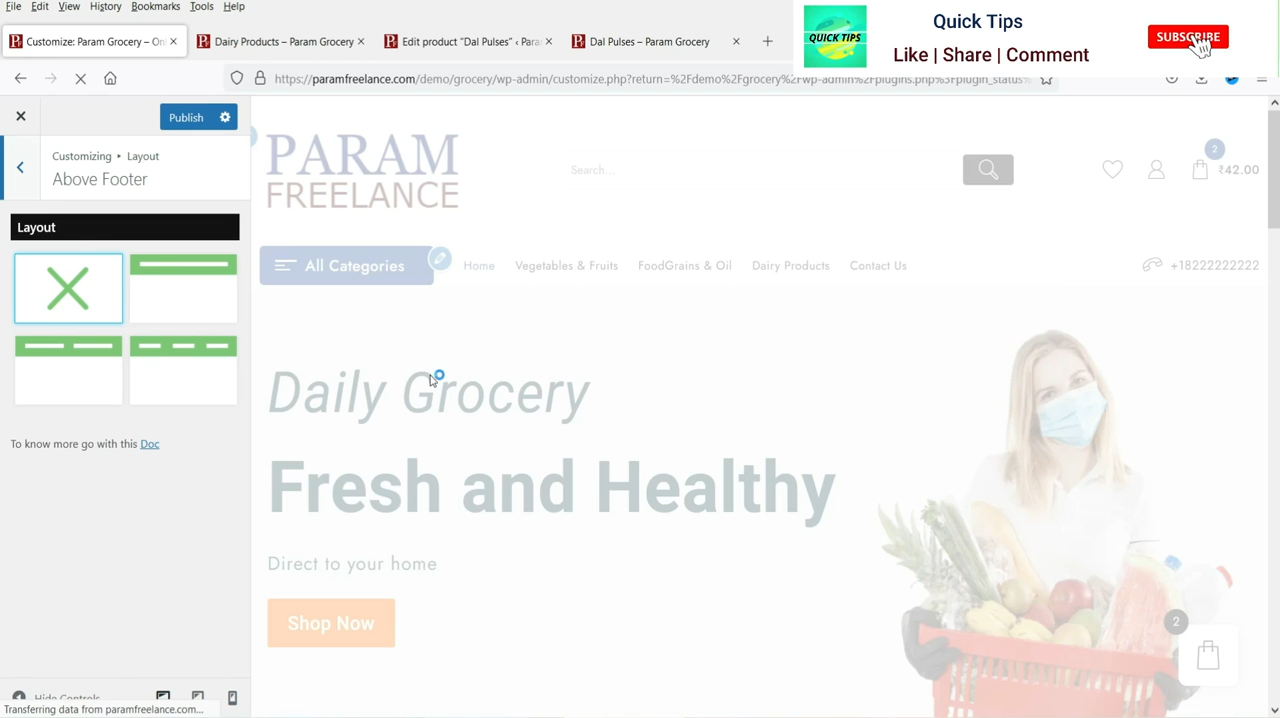 File Edit View History Bookmarks Tools Help
Quick Tips
QUICK TIPS
Like | Share | Comment
SUBSCRIBE
Customize: Param Grocery – Onl
Dairy Products – Param Grocery
Edit product "Dal Pulses" ‹ Param
Dal Pulses – Param Grocery
https://paramfreelance.com/demo/grocery/wp-admin/customize.php?return=%2Fdemo%2Fgrocery%2Fwp-admin%2Fplugins.php%3Fplugin_status%
Publish
Customizing • Layout
Above Footer
Layout
To know more go with this Doc
Hide Controls
Transferring data from paramfreelance.com...
PARAM
FREELANCE
Search...
2
₹42.00
All Categories
Home
Vegetables & Fruits
FoodGrains & Oil
Dairy Products
Contact Us
+18222222222
Daily Grocery
Fresh and Healthy
Direct to your home
Shop Now
2